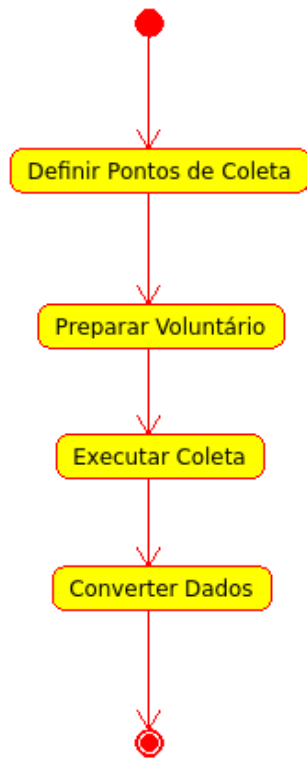 Definir Pontos de Coleta
Preparar Voluntário
Executar Coleta
Converter Dados